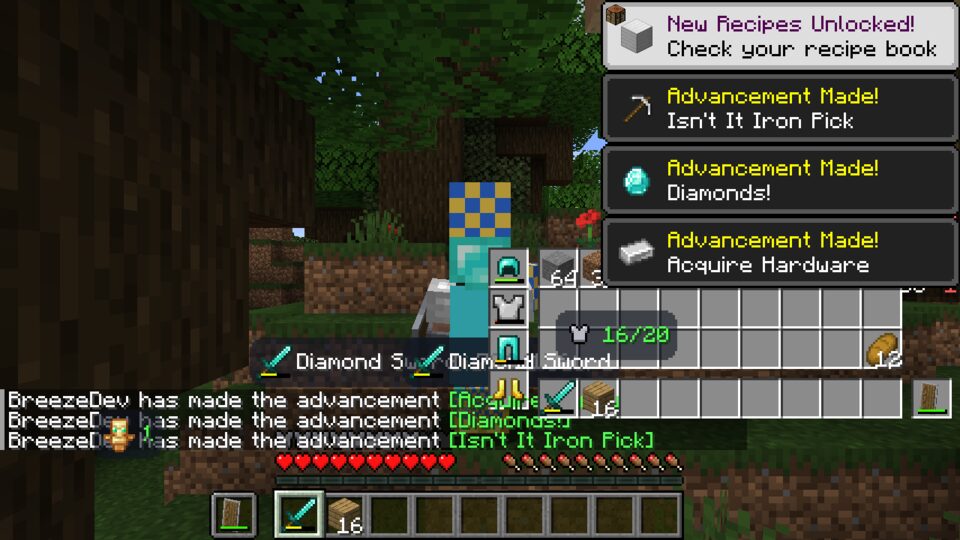 New Recipes Unlocked!
Check your recipe book
Advancement Made!
Isn't It Iron Pick
Advancement Made!
Diamonds!
Advancement Made!
Acquire Hardware
64
16/20
12
Diamond Sword
16
BreezeDev has made the advancement
BreezeDev has made the advancement [Diamonds!]
BreezeDev has made the advancement [Isn't It Iron Pick]
1
16